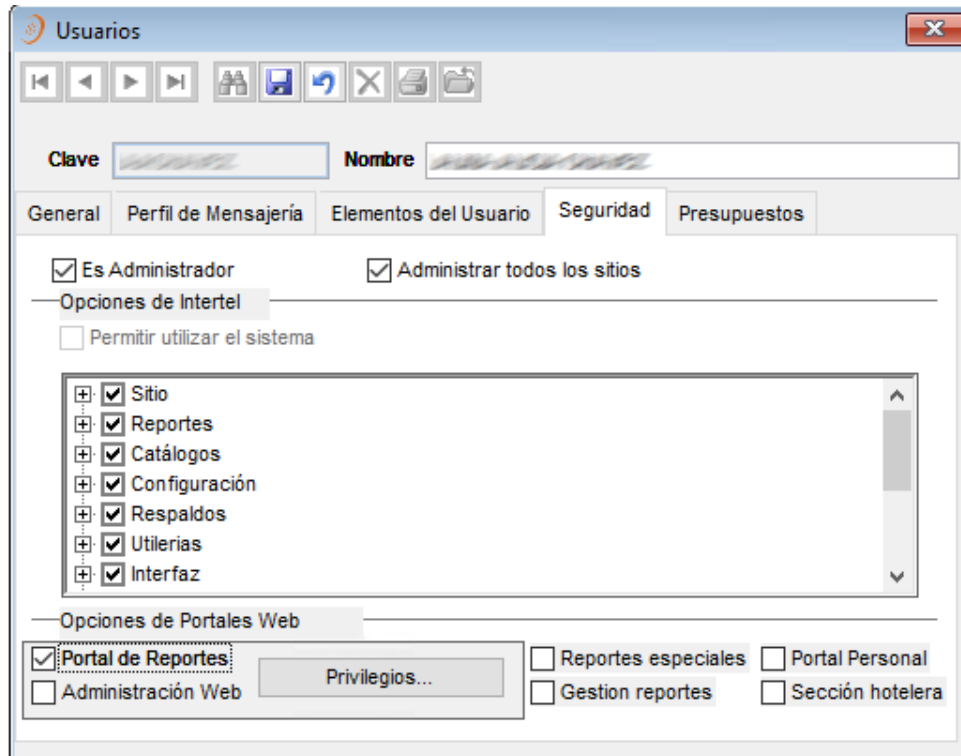 Usuarios
Clave Nombre
General Perfil de Mensajería Elementos del Usuario Seguridad Presupuestos
Es Administrador Administrar todos los sitios
Opciones de Intertel
Permitir utilizar el sistema
Sitio
Reportes
Catálogos
Configuración
Respaldos
Utilerias
Interfaz
Opciones de Portales Web
Portal de Reportes Privilegios... Reportes especiales Portal Personal
Administración Web Gestion reportes Sección hotelera